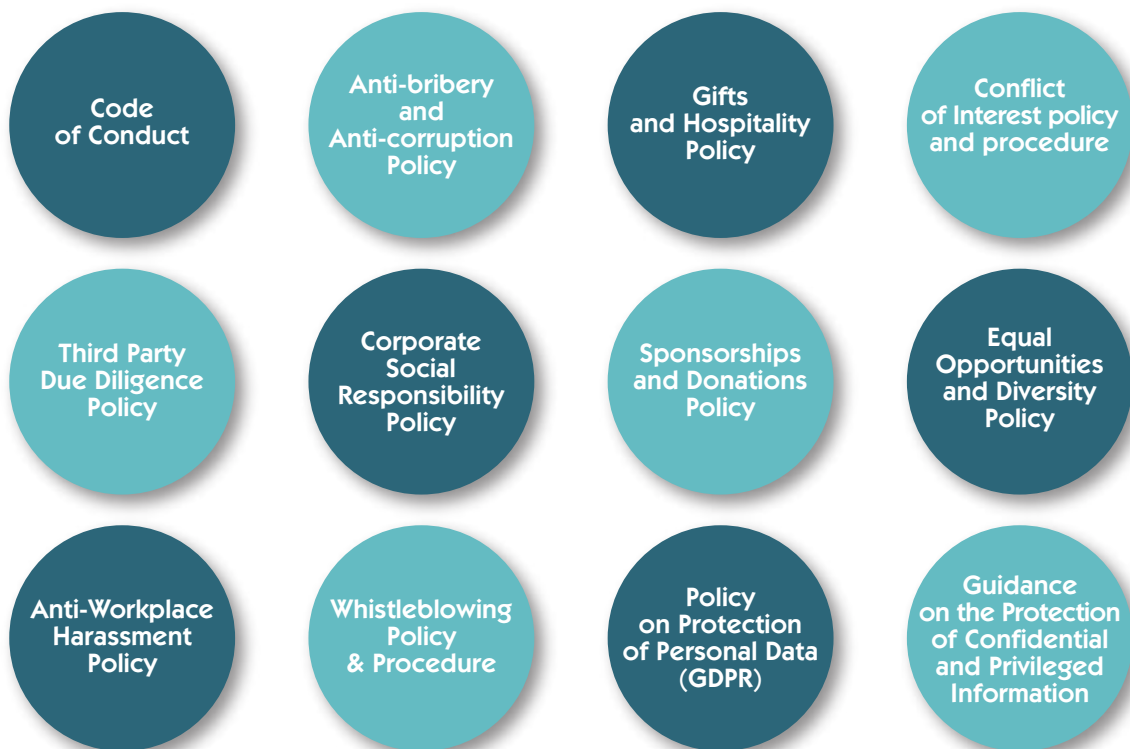 Code
of Conduct
Anti-bribery
and
Anti-corruption
Policy
Gifts
and Hospitality
Policy
Conflict
of Interest policy
and procedure
Third Party
Due Diligence
Policy
Corporate
Social
Responsibility
Policy
Sponsorships
and Donations
Policy
Equal
Opportunities
and Diversity
Policy
Anti-Workplace
Harassment
Policy
Whistleblowing
Policy
& Procedure
Policy
on Protection
of Personal Data
(GDPR)
Guidance
on the Protection
of Confidential
and Privileged
Information